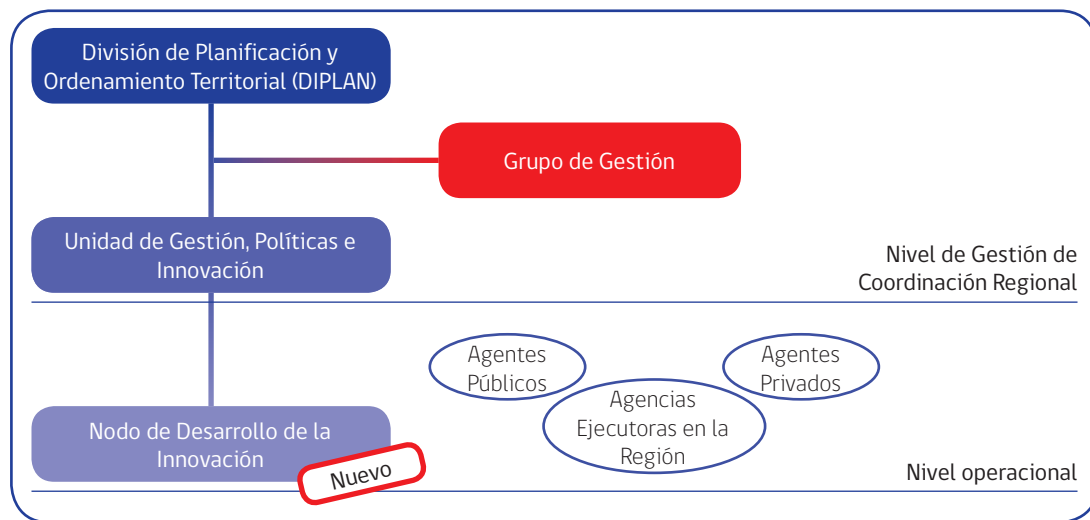 División de Planificación y
Ordenamiento Territorial (DIPLAN)
Grupo de Gestión
Unidad de Gestión, Políticas e
Innovación
Nivel de Gestión de
Coordinación Regional
Agentes
Públicos
Agentes
Privados
Agencias
Ejecutoras en la
Región
Nodo de Desarrollo de la
Innovación
Nuevo
Nivel operacional